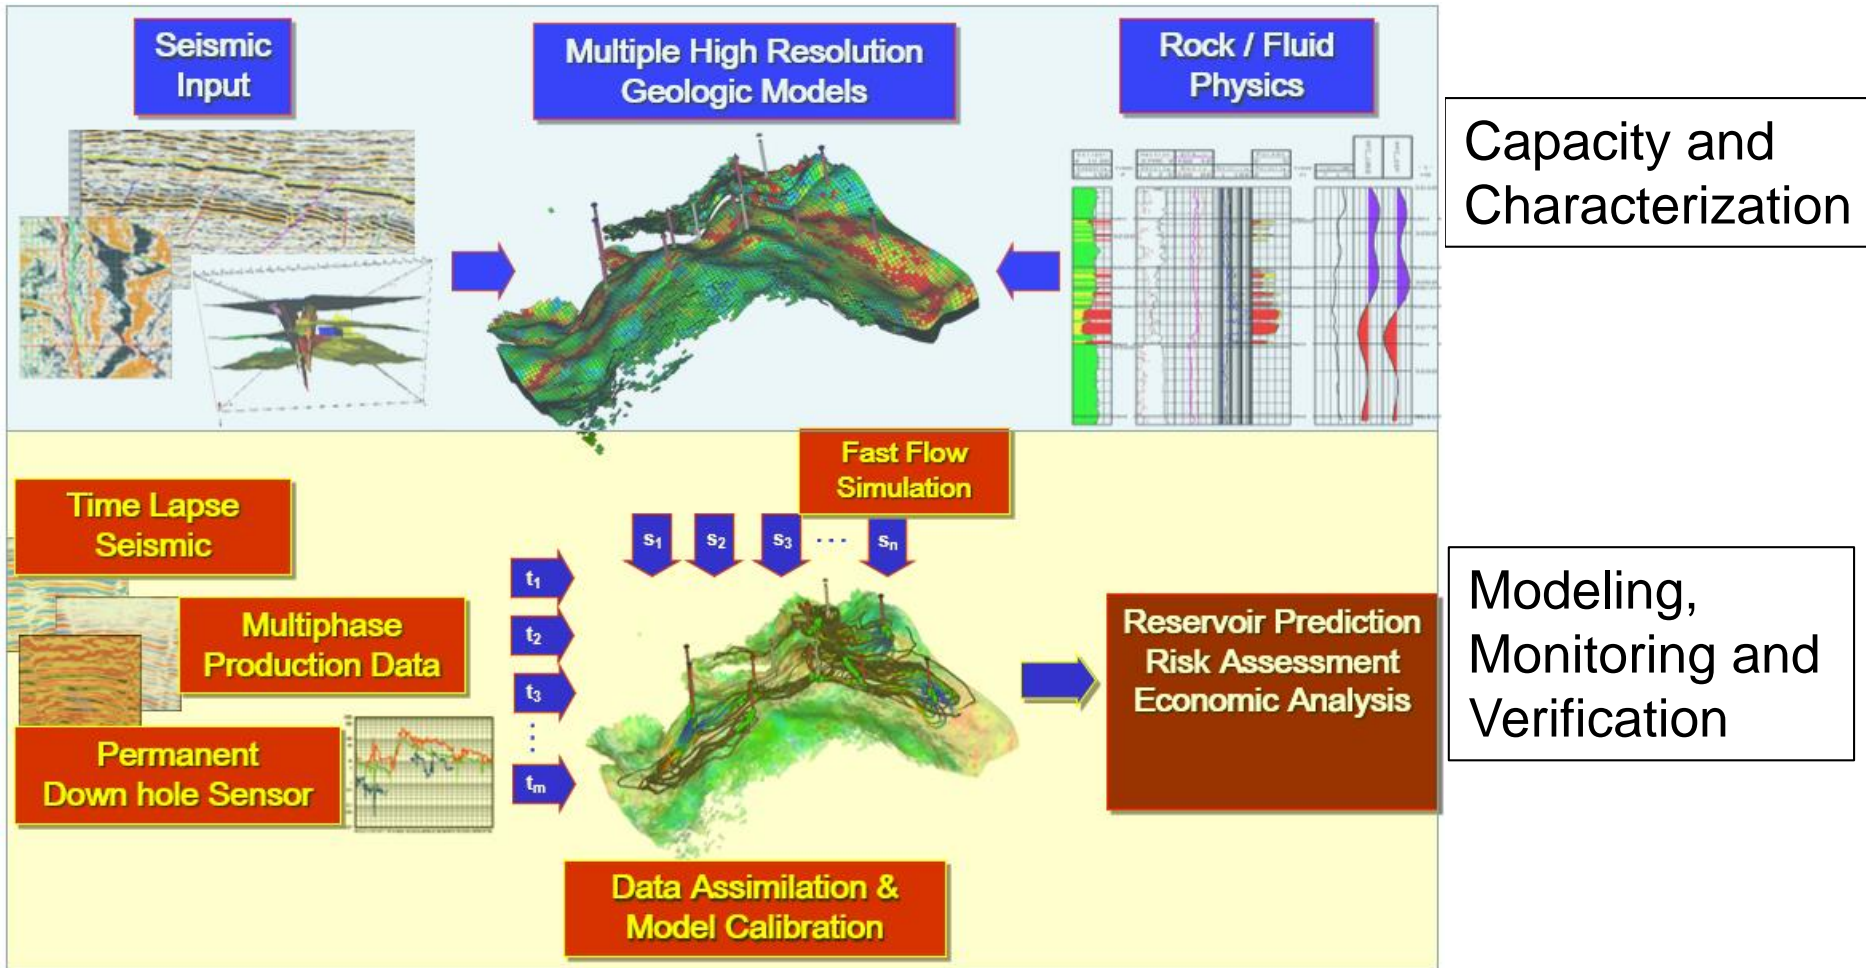 Seismic
Input
Multiple High Resolution
Geologic Models
Rock / Fluid
Physics
Capacity and
Characterization
Fast Flow
Simulation
Time Lapse
Seismic
s1
s2
s3
...
sn
t1
t2
t3
...
tm
Multiphase
Production Data
Permanent
Down hole Sensor
Reservoir Prediction
Risk Assessment
Economic Analysis
Modeling,
Monitoring and
Verification
Data Assimilation &
Model Calibration